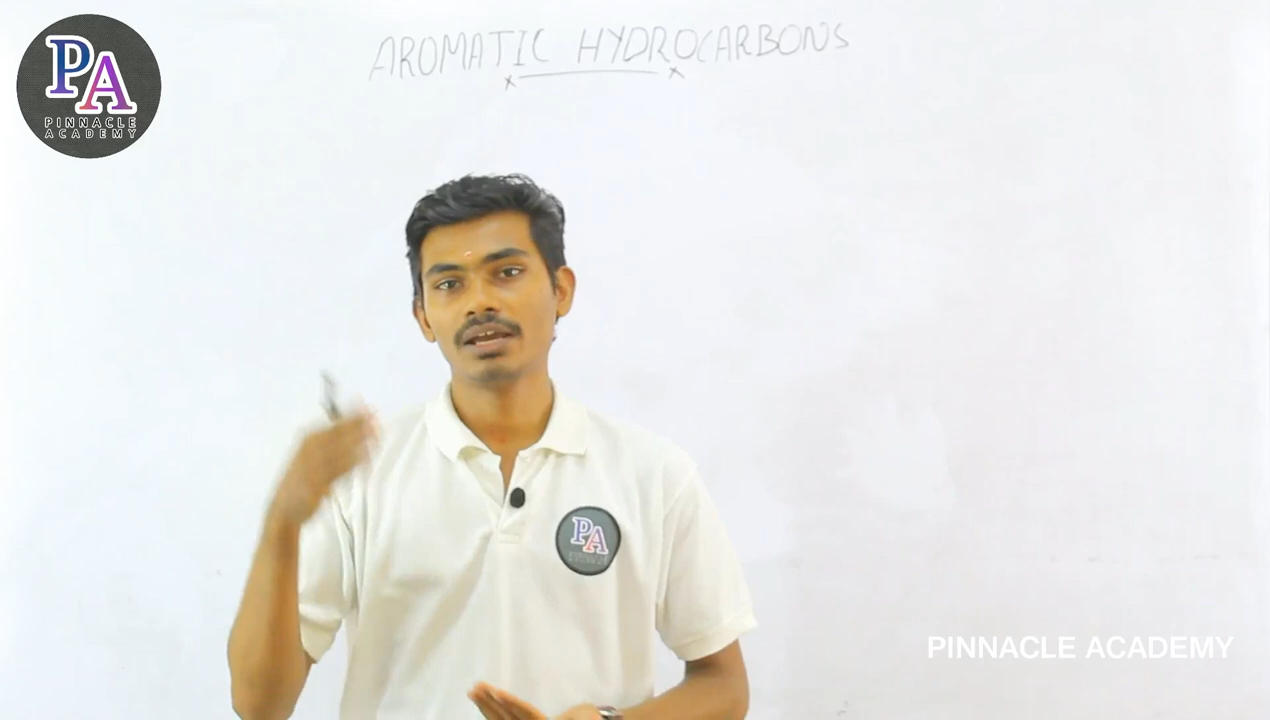 AROMATIC HYDROCARBONS
PA
PINNACLE
ACADEMY
PA
PINNACLE ACADEMY